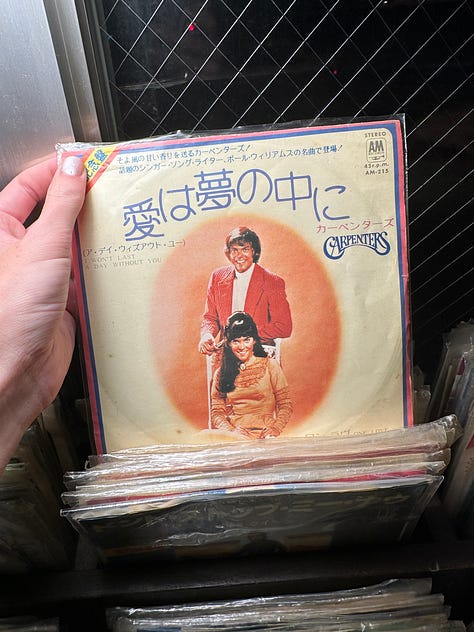 そよ風の甘い香りを送るカーペンターズ!
話題のシンガー・ソング・ライター、ポール・ウィリアムズの名曲で登場!
STEREO
AM
45r.p.m.
AM-215
愛は夢の中に
カーペンターズ
CARPENTERS
(ア・デイ・ウィズアウト・ユー)
I WON'T LAST
A DAY WITHOUT YOU